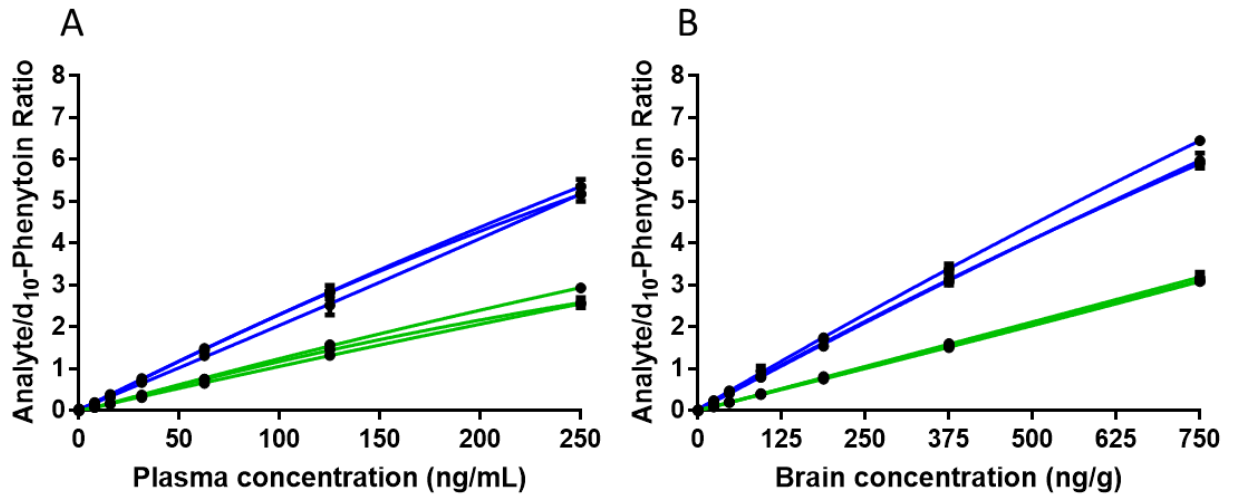 A
Analyte/d10-Phenytoin Ratio
8
7
6
5
4
3
2
1
0
0 50 100 150 200 250
Plasma concentration (ng/mL)
B
Analyte/d10-Phenytoin Ratio
8
7
6
5
4
3
2
1
0
0 125 250 375 500 625 750
Brain concentration (ng/g)